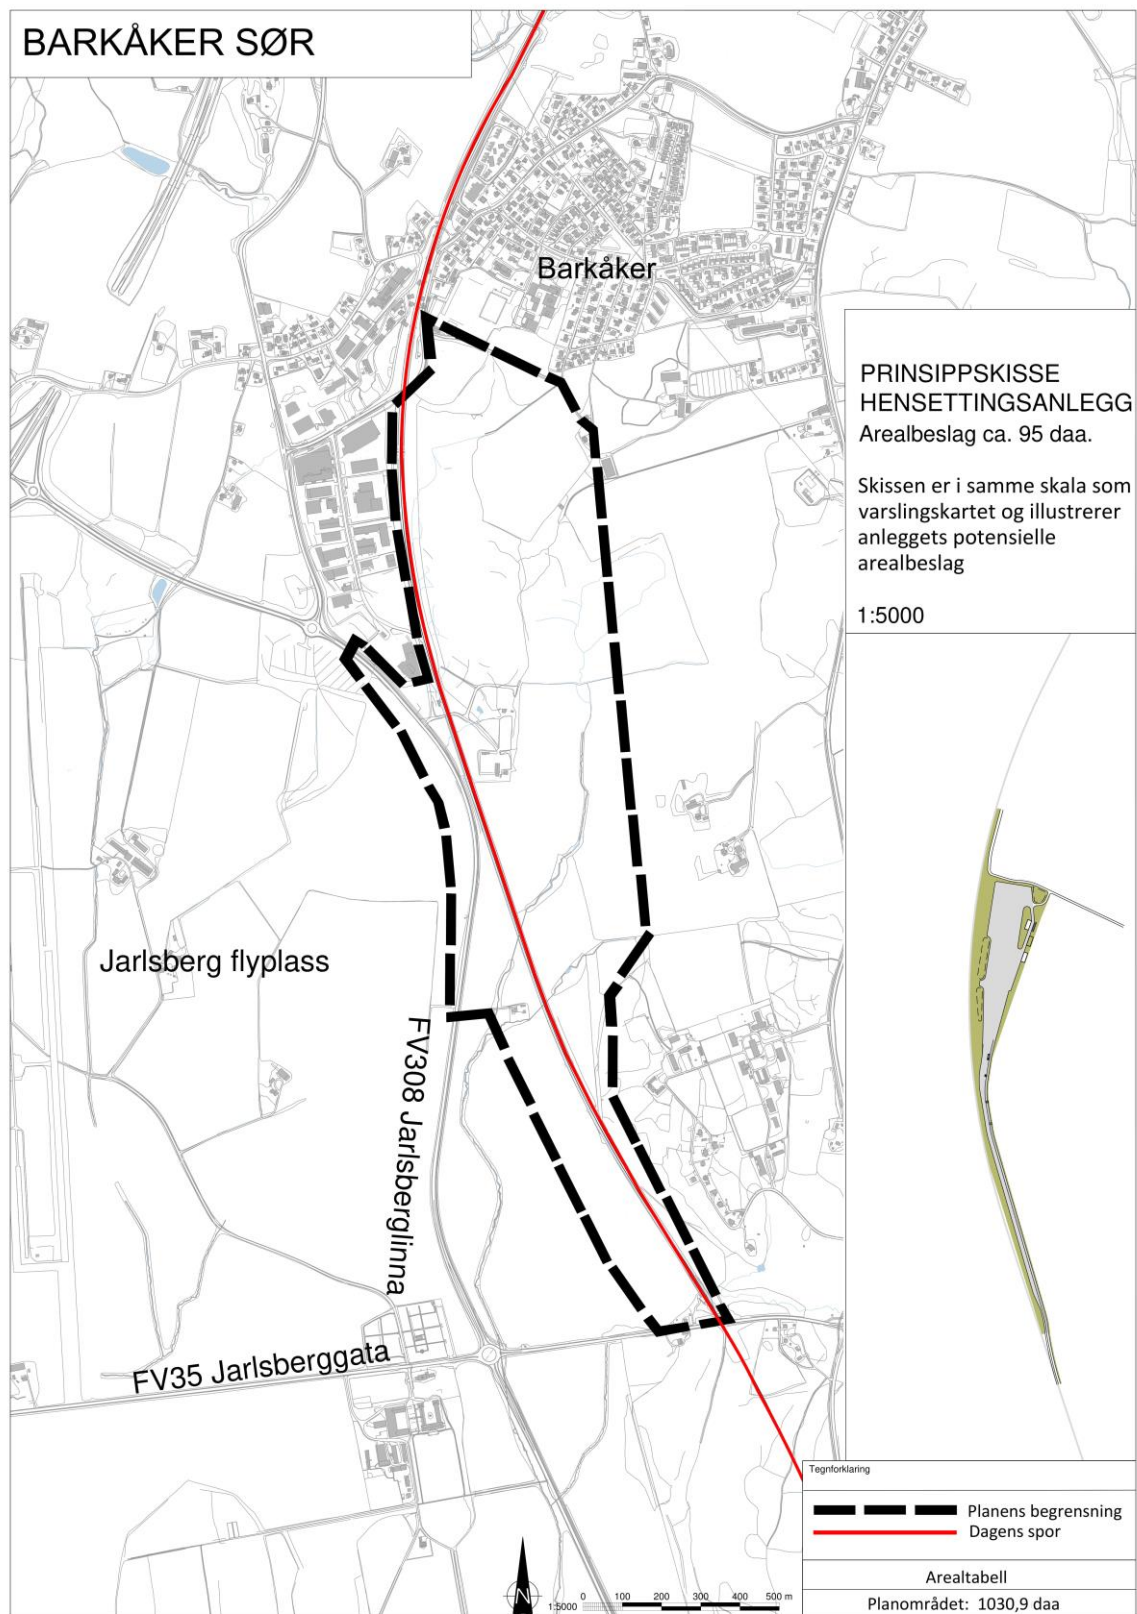 BARKÅKER SØR
Barkåker
PRINSIPPSKISSE
HENSETTINGSANLEGG
Arealbeslag ca. 95 daa.
Skissen er i samme skala som
varslingskartet og illustrerer
anleggets potensielle
arealbeslag
1:5000
Jarlsberg flyplass
FV308 Jarlsberglinna
FV35 Jarlsberggata
Tegnforklaring
Planens begrensning
Dagens spor
Arealtabell
Planområdet: 1030,9 daa
N
1:5000
0 100 200 300 400 500 m